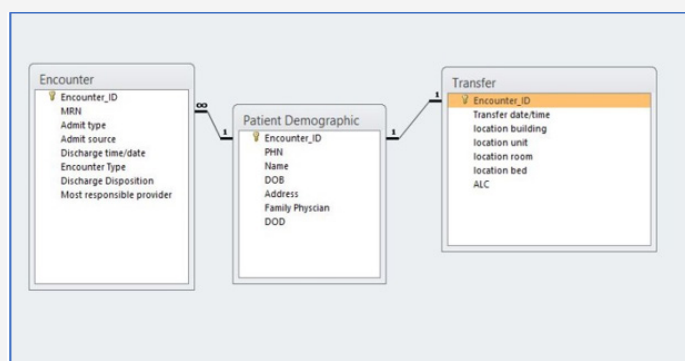 Encounter
Encounter_ID
MRN
Admit type
Admit source
Discharge time/date
Encounter Type
Discharge Disposition
Most responsible provider
∞
1
Patient Demographic
Encounter_ID
PHN
Name
DOB
Address
Family Physcian
DOD
1
1
Transfer
Encounter_ID
Transfer date/time
location building
location unit
location room
location bed
ALC